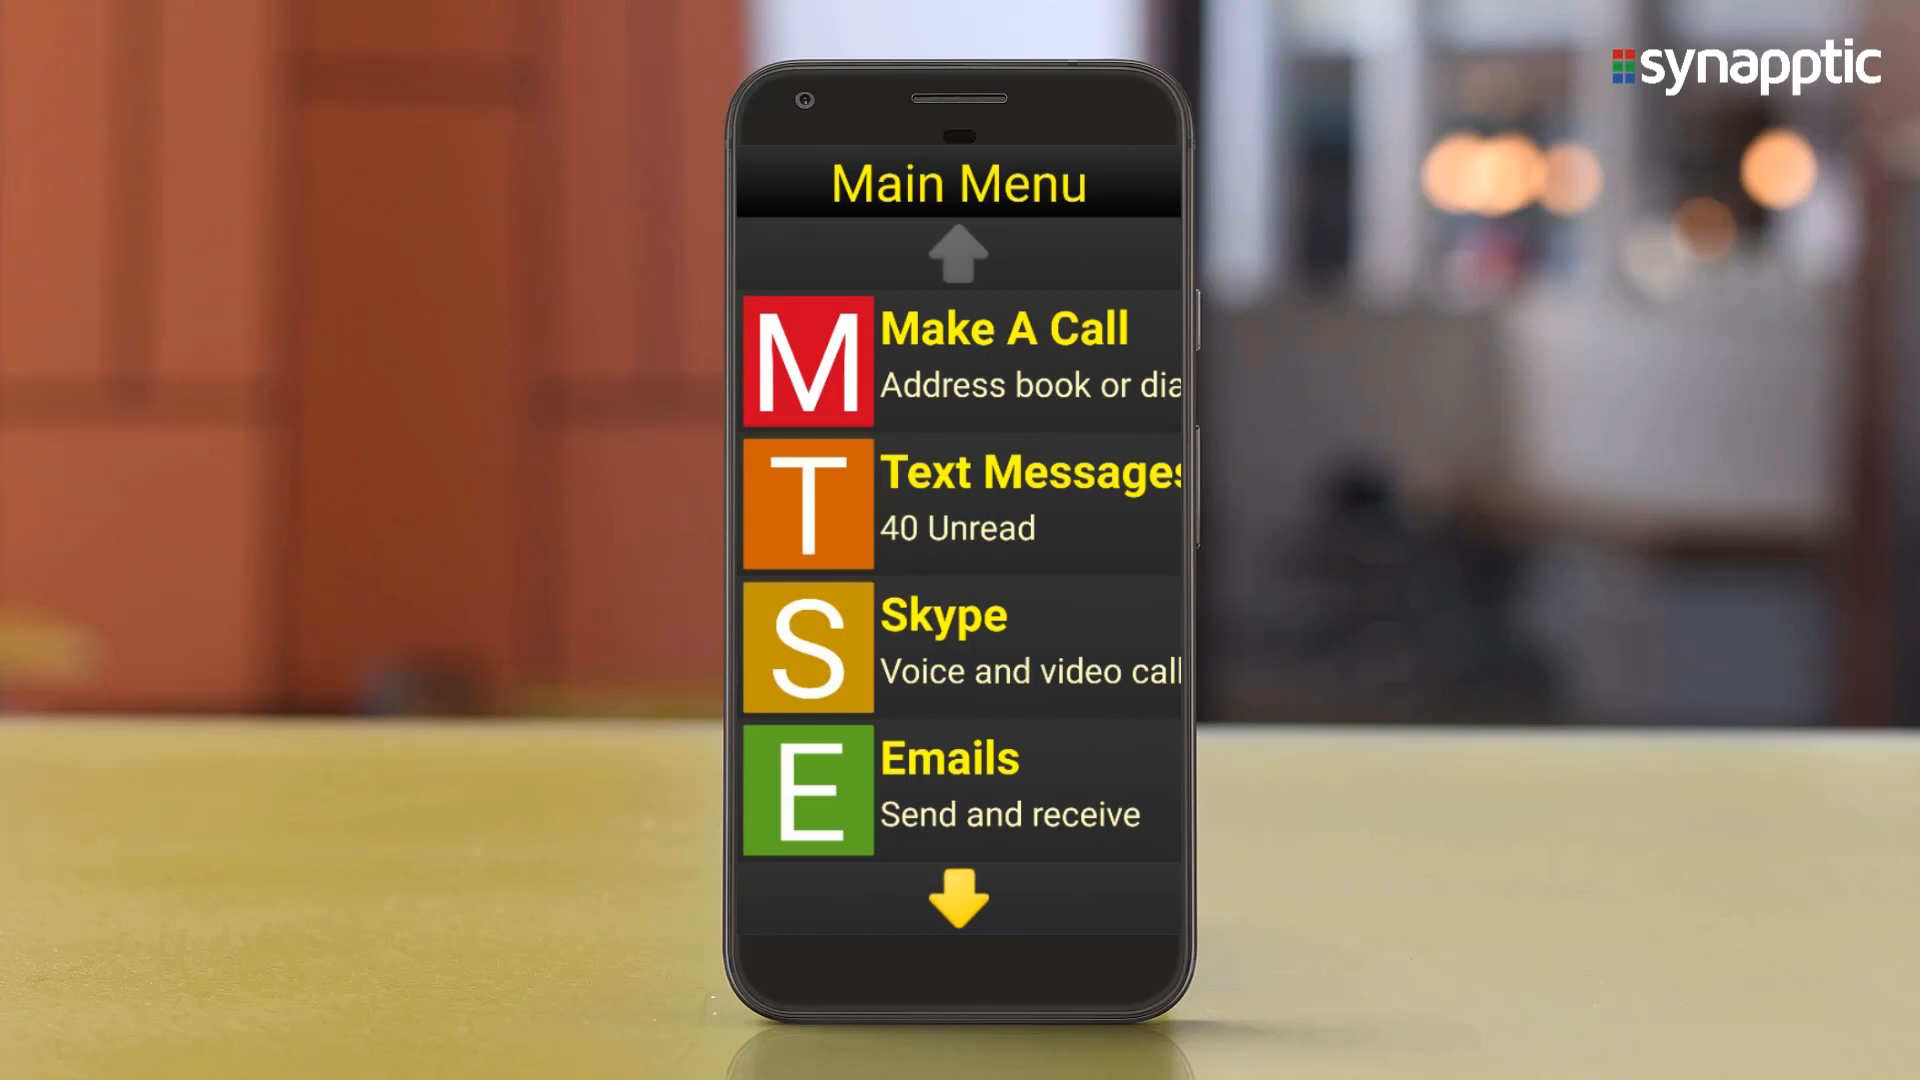 synapptic
Main Menu
M
Make A Call
Address book or dia
T
Text Messages
40 Unread
S
Skype
Voice and video call
E
Emails
Send and receive